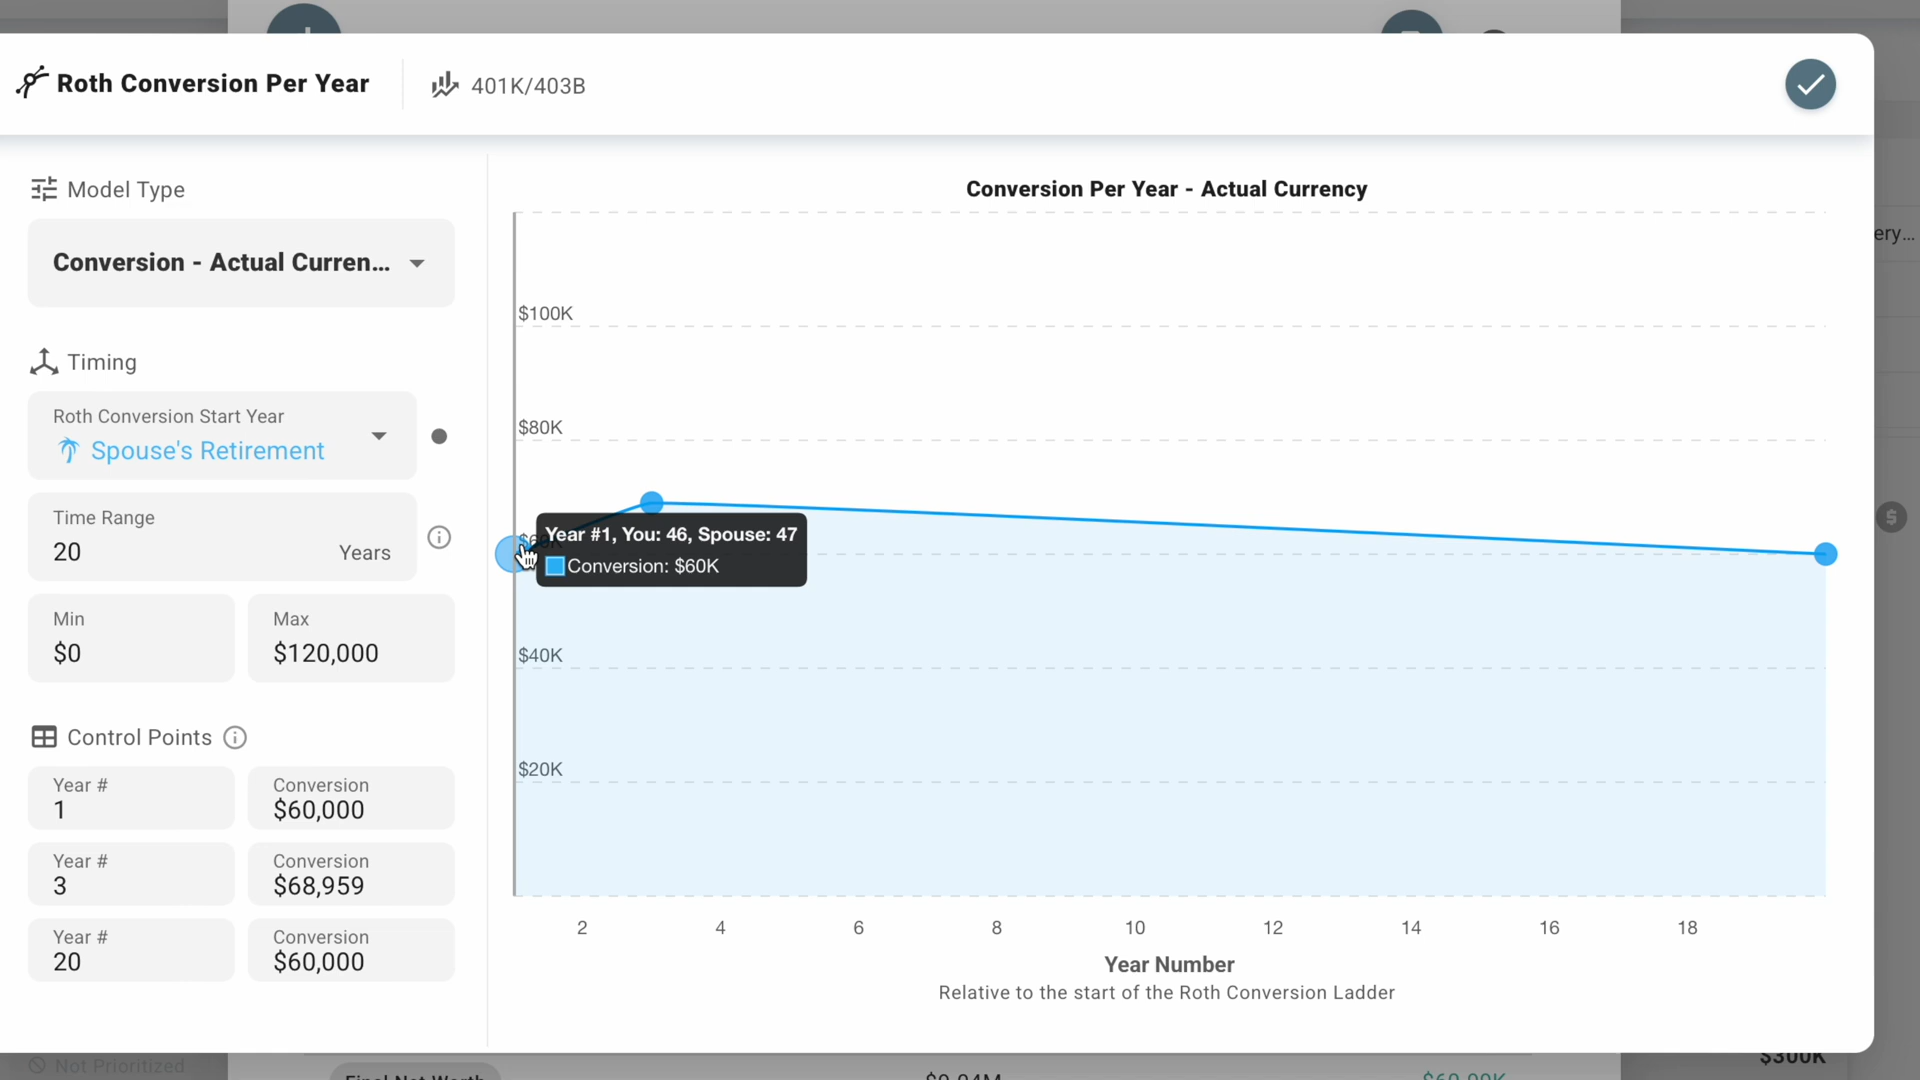 Roth Conversion Per Year
401K/403B
Model Type
Conversion - Actual Curren...
Timing
Roth Conversion Start Year
Spouse's Retirement
Time Range
20 Years
Min
$0
Max
$120,000
Control Points
Year #
1
Conversion
$60,000
Year #
3
Conversion
$68,959
Year #
20
Conversion
$60,000
Conversion Per Year - Actual Currency
$100K
$80K
Year #1, You: 46, Spouse: 47
Conversion: $60K
$40K
$20K
2 4 6 8 10 12 14 16 18
Year Number
Relative to the start of the Roth Conversion Ladder
ery...
$
Not Prioritized
$300K